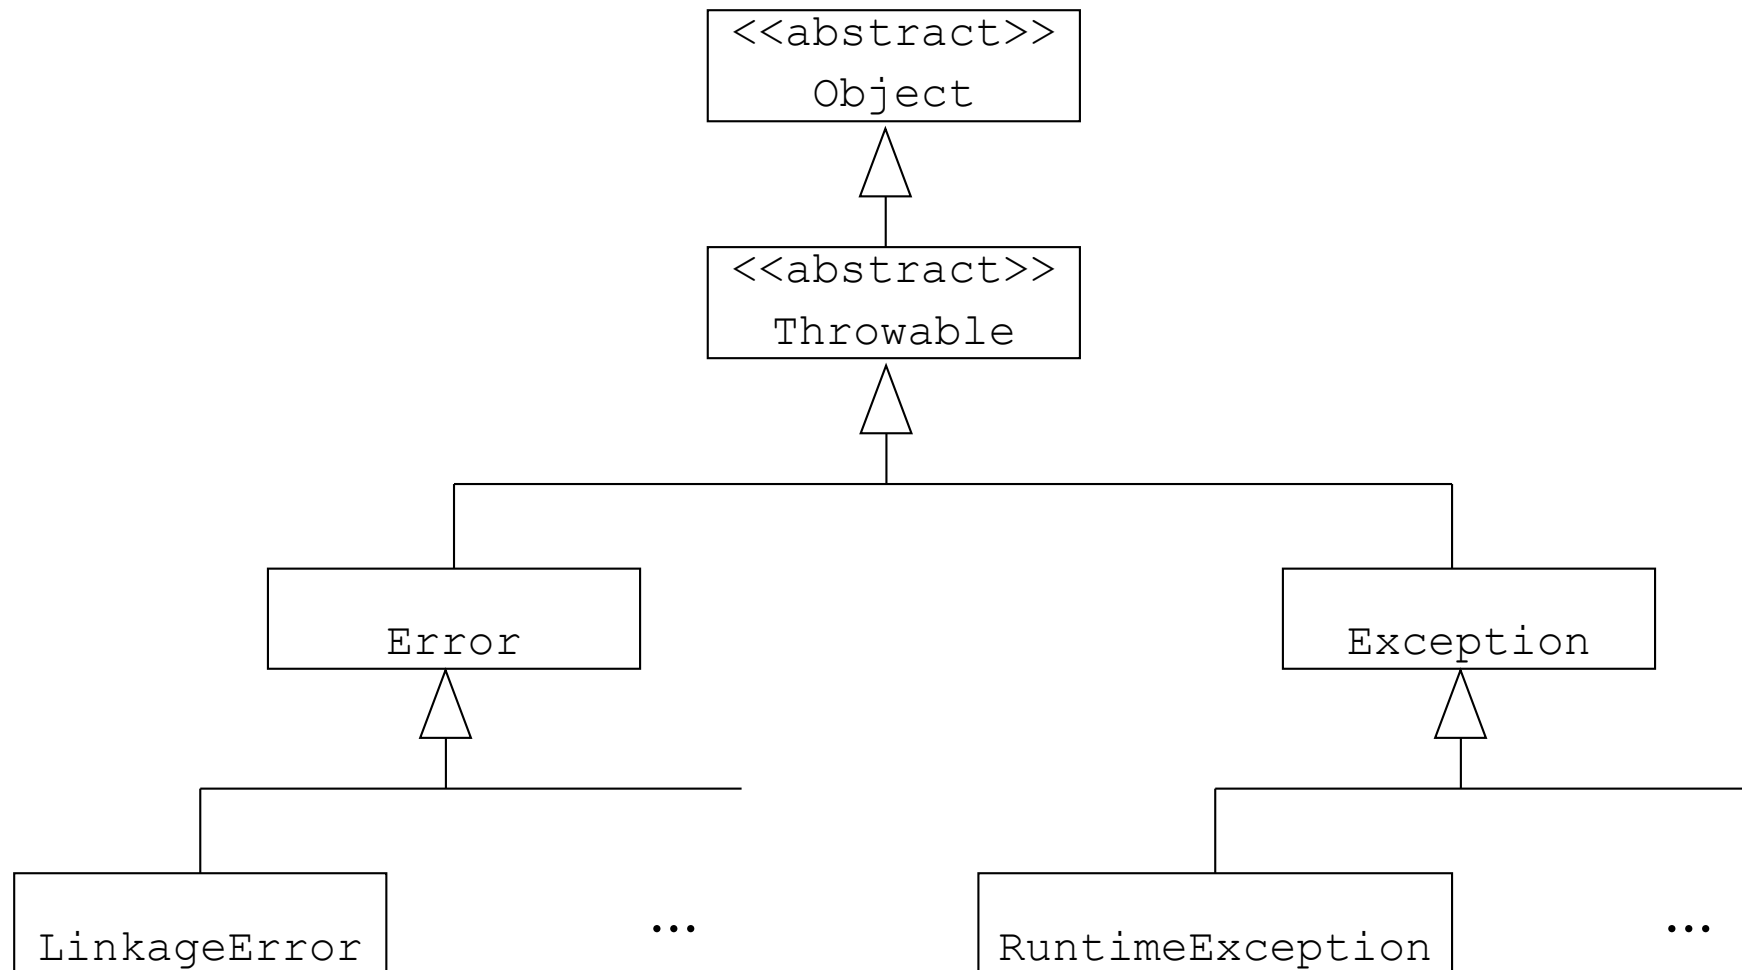 <<abstract>>
Object
<<abstract>>
Throwable
Error
Exception
LinkageError
...
RuntimeException
...